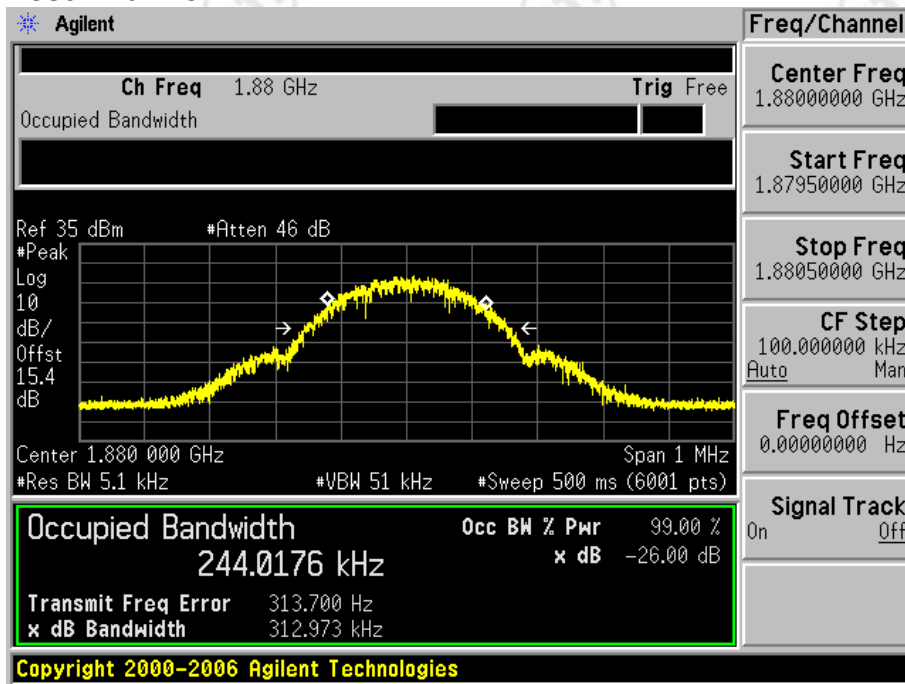 Agilent
Freq/Channel
Ch Freq 1.88 GHz Trig Free
Occupied Bandwidth
Center Freq
1.88000000 GHz
Start Freq
1.87950000 GHz
Stop Freq
1.88050000 GHz
CF Step
100.000000 kHz
Auto Man
Freq Offset
0.00000000 Hz
Signal Track
On Off
Ref 35 dBm #Atten 46 dB
#Peak
Log
10
dB/
Offst
15.4
dB
Center 1.880 000 GHz Span 1 MHz
#Res BW 5.1 kHz #VBW 51 kHz #Sweep 500 ms (6001 pts)
Occupied Bandwidth Occ BW % Pwr 99.00 %
244.0176 kHz x dB -26.00 dB
Transmit Freq Error 313.700 Hz
x dB Bandwidth 312.973 kHz
Copyright 2000-2006 Agilent Technologies